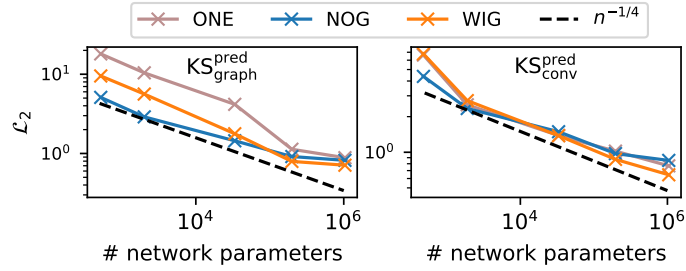 ONE NOG WIG n^{-1/4}
KS^{pred}_{graph}
KS^{pred}_{conv}
ℒ₂
10^1
10^0
10^0
10^4 10^6
10^4 10^6
# network parameters
# network parameters